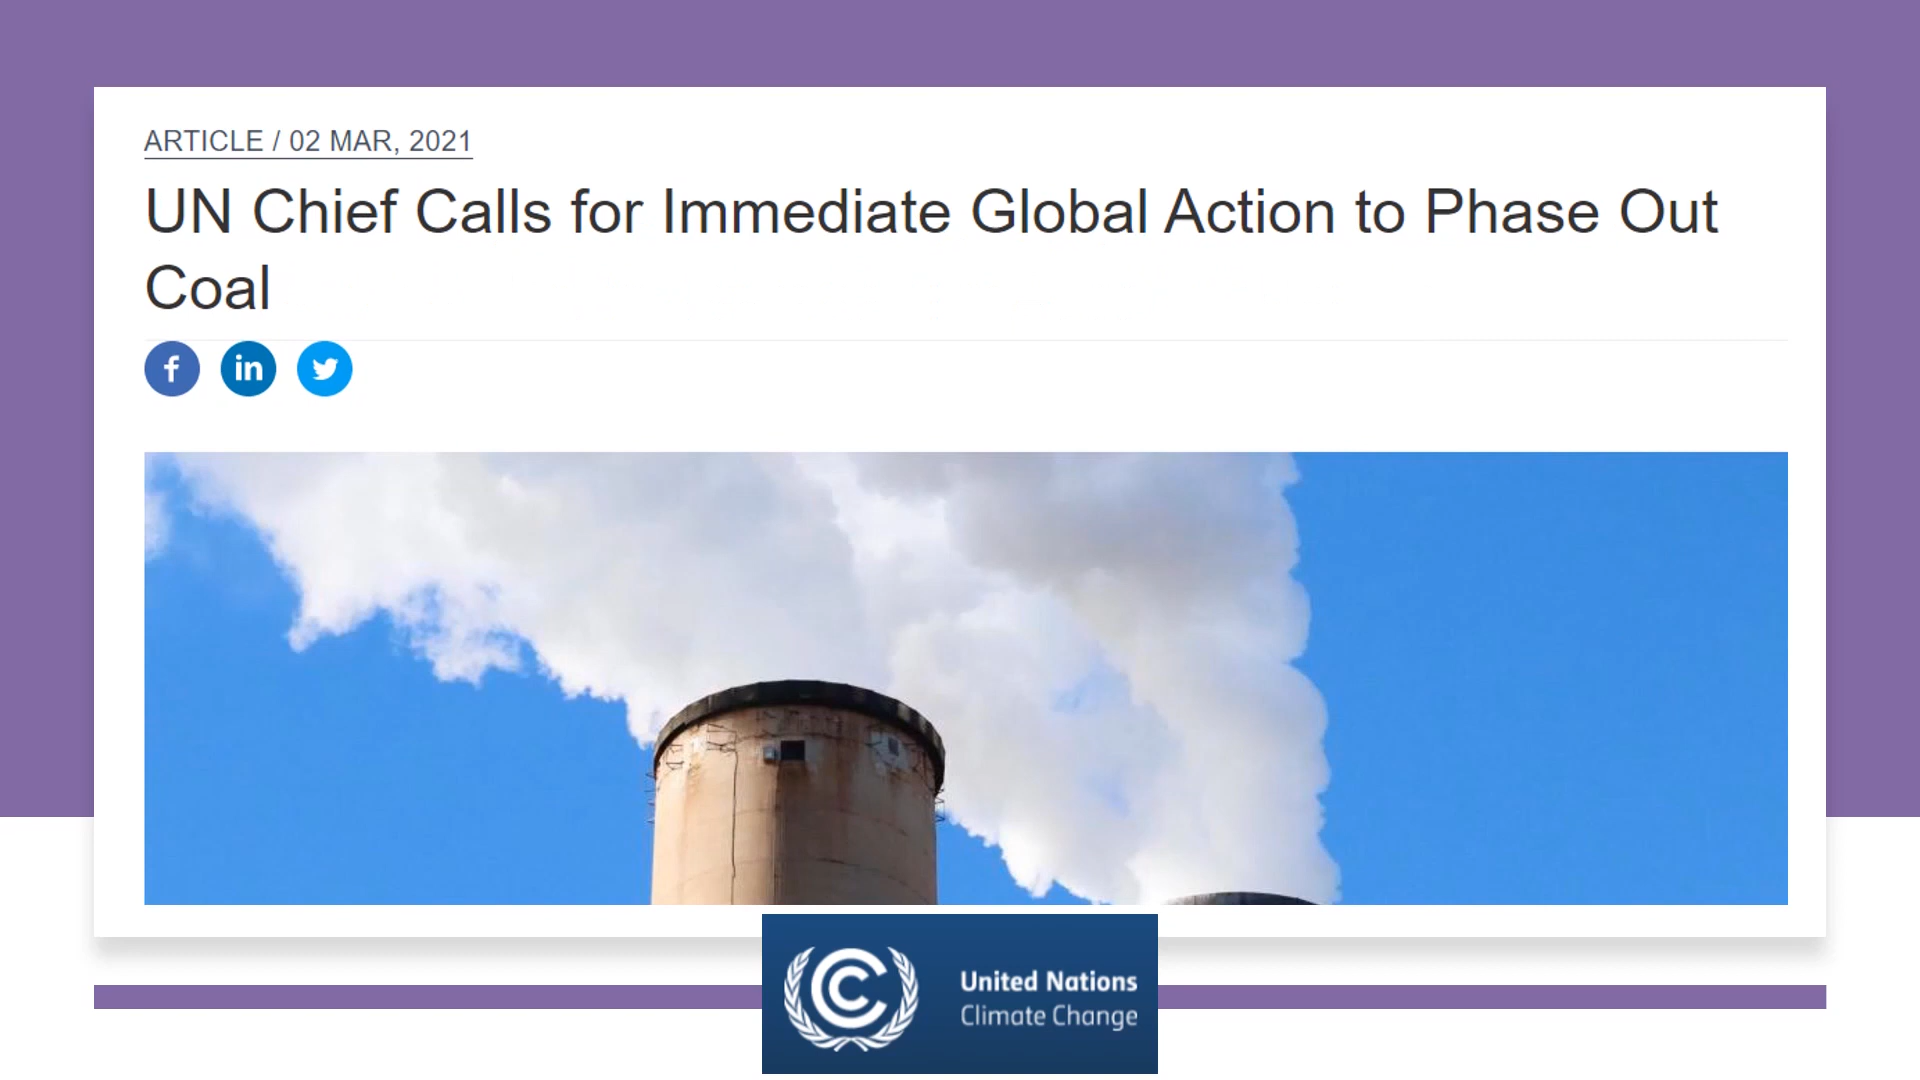 ARTICLE / 02 MAR, 2021
UN Chief Calls for Immediate Global Action to Phase Out
Coal
f in
United Nations
Climate Change